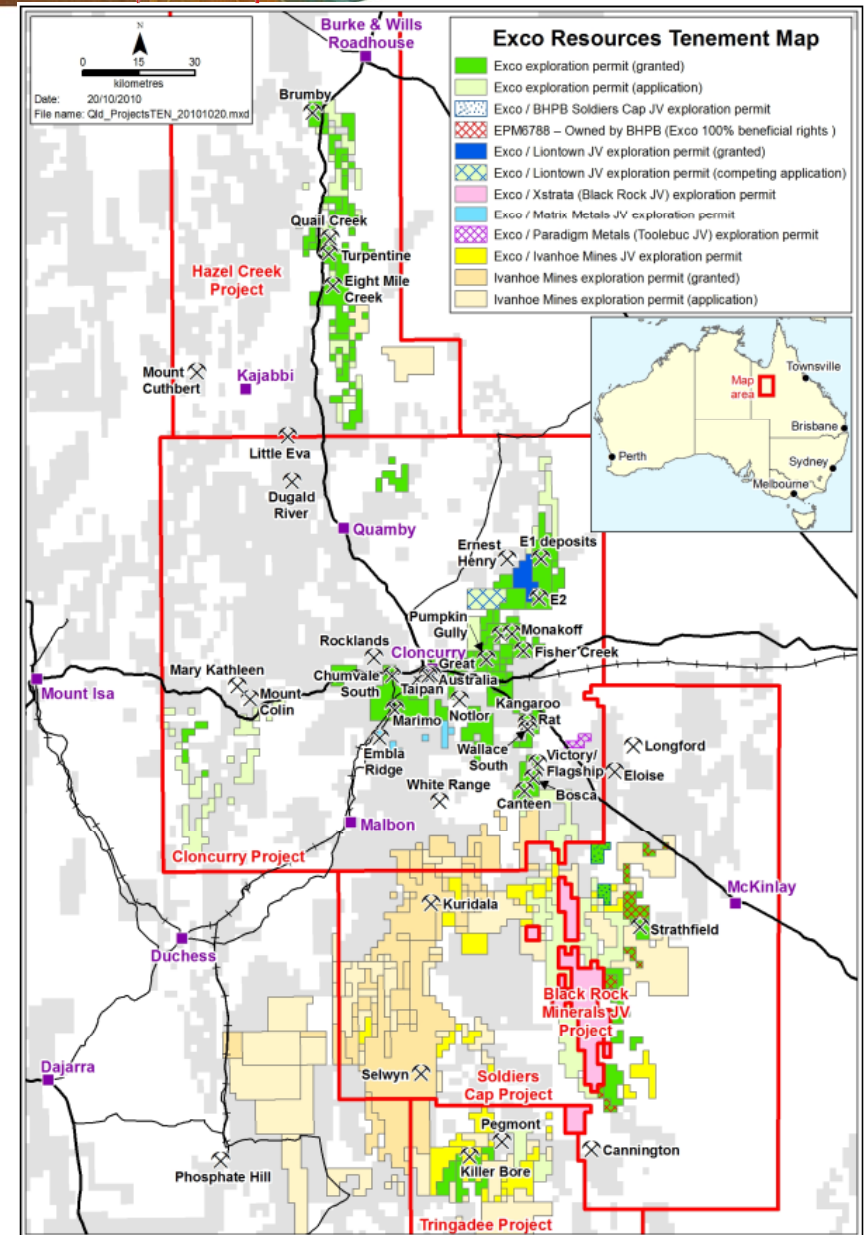 N
0 15 30
kilometres
Date: 20/10/2010
File name: Qld_ProjectsTEN_20101020.mxd
Exco Resources Tenement Map
Exco exploration permit (granted)
Exco exploration permit (application)
Exco / BHPB Soldiers Cap JV exploration permit
EPM6788 – Owned by BHPB (Exco 100% beneficial rights )
Exco / Liontown JV exploration permit (granted)
Exco / Liontown JV exploration permit (competing application)
Exco / Xstrata (Black Rock JV) exploration permit
Exco / Matrix Metals JV exploration permit
Exco / Paradigm Metals (Toolebuc JV) exploration permit
Exco / Ivanhoe Mines JV exploration permit
Ivanhoe Mines exploration permit (granted)
Ivanhoe Mines exploration permit (application)
Map
area
Townsville
Brisbane
Perth
Sydney
Melbourne
Burke & Wills
Roadhouse
Brumby
Quail Creek
Turpentine
Hazel Creek
Project
Eight Mile
Creek
Mount
Cuthbert
Kajabbi
Little Eva
Dugald
River
Quamby
Ernest
Henry
E1 deposits
E2
Pumpkin
Gully
Monakoff
Fisher Creek
Rocklands
Cloncurry
Great
Australia
Mary Kathleen
Chumvale
South
Taipan
Mount Isa
Mount
Colin
Marimo
Notlor
Kangaroo
Rat
Embla
Ridge
Wallace
South
Victory/
Flagship
Longford
Eloise
White Range
Bosca
Canteen
Malbon
Cloncurry Project
McKinlay
Kuridala
Strathfield
Duchess
Black Rock
Minerals JV
Project
Dajarra
Selwyn
Soldiers
Cap Project
Pegmont
Cannington
Killer Bore
Phosphate Hill
Tringadee Project